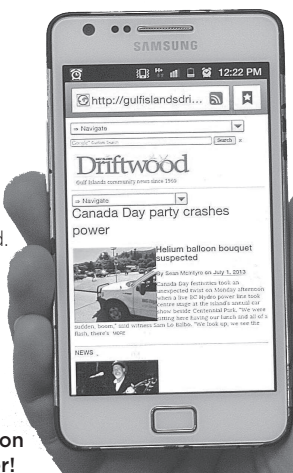 SAMSUNG
12:22 PM
http://gulfislandsdri...
⇒ Navigate
Search
Driftwood
Gulf Islands community news since 1960
⇒ Navigate
Canada Day party crashes
power
Helium balloon bouquet
suspected
By Sean McIntyre on July 1, 2013
Canada Day festivities took an
unexpected twist on Monday afternoon
when a live BC Hydro power line took
centre stage at the island's annual car
show beside Centennial Park. "We were
sitting here having our lunch and all of a
sudden, boom," said witness Sam Lo Bilbo. "We look up, we see the
flash, there's MORE
NEWS
d.
on
r!